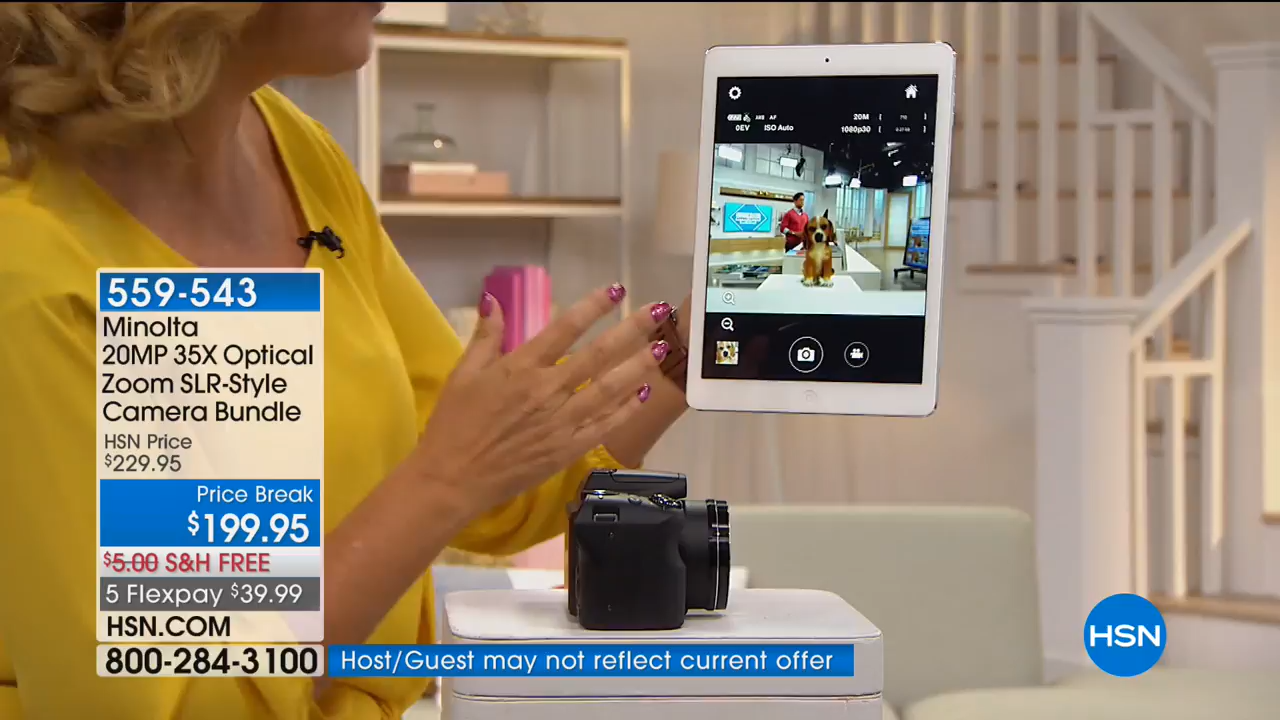 559-543
Minolta
20MP 35X Optical
Zoom SLR-Style
Camera Bundle
HSN Price
$229.95
Price Break
$199.95
$5.00 S&H FREE
5 Flexpay $39.99
HSN.COM
800-284-3100
Host/Guest may not reflect current offer
HSN
AF
20M
0EV
ISO Auto
1080p30